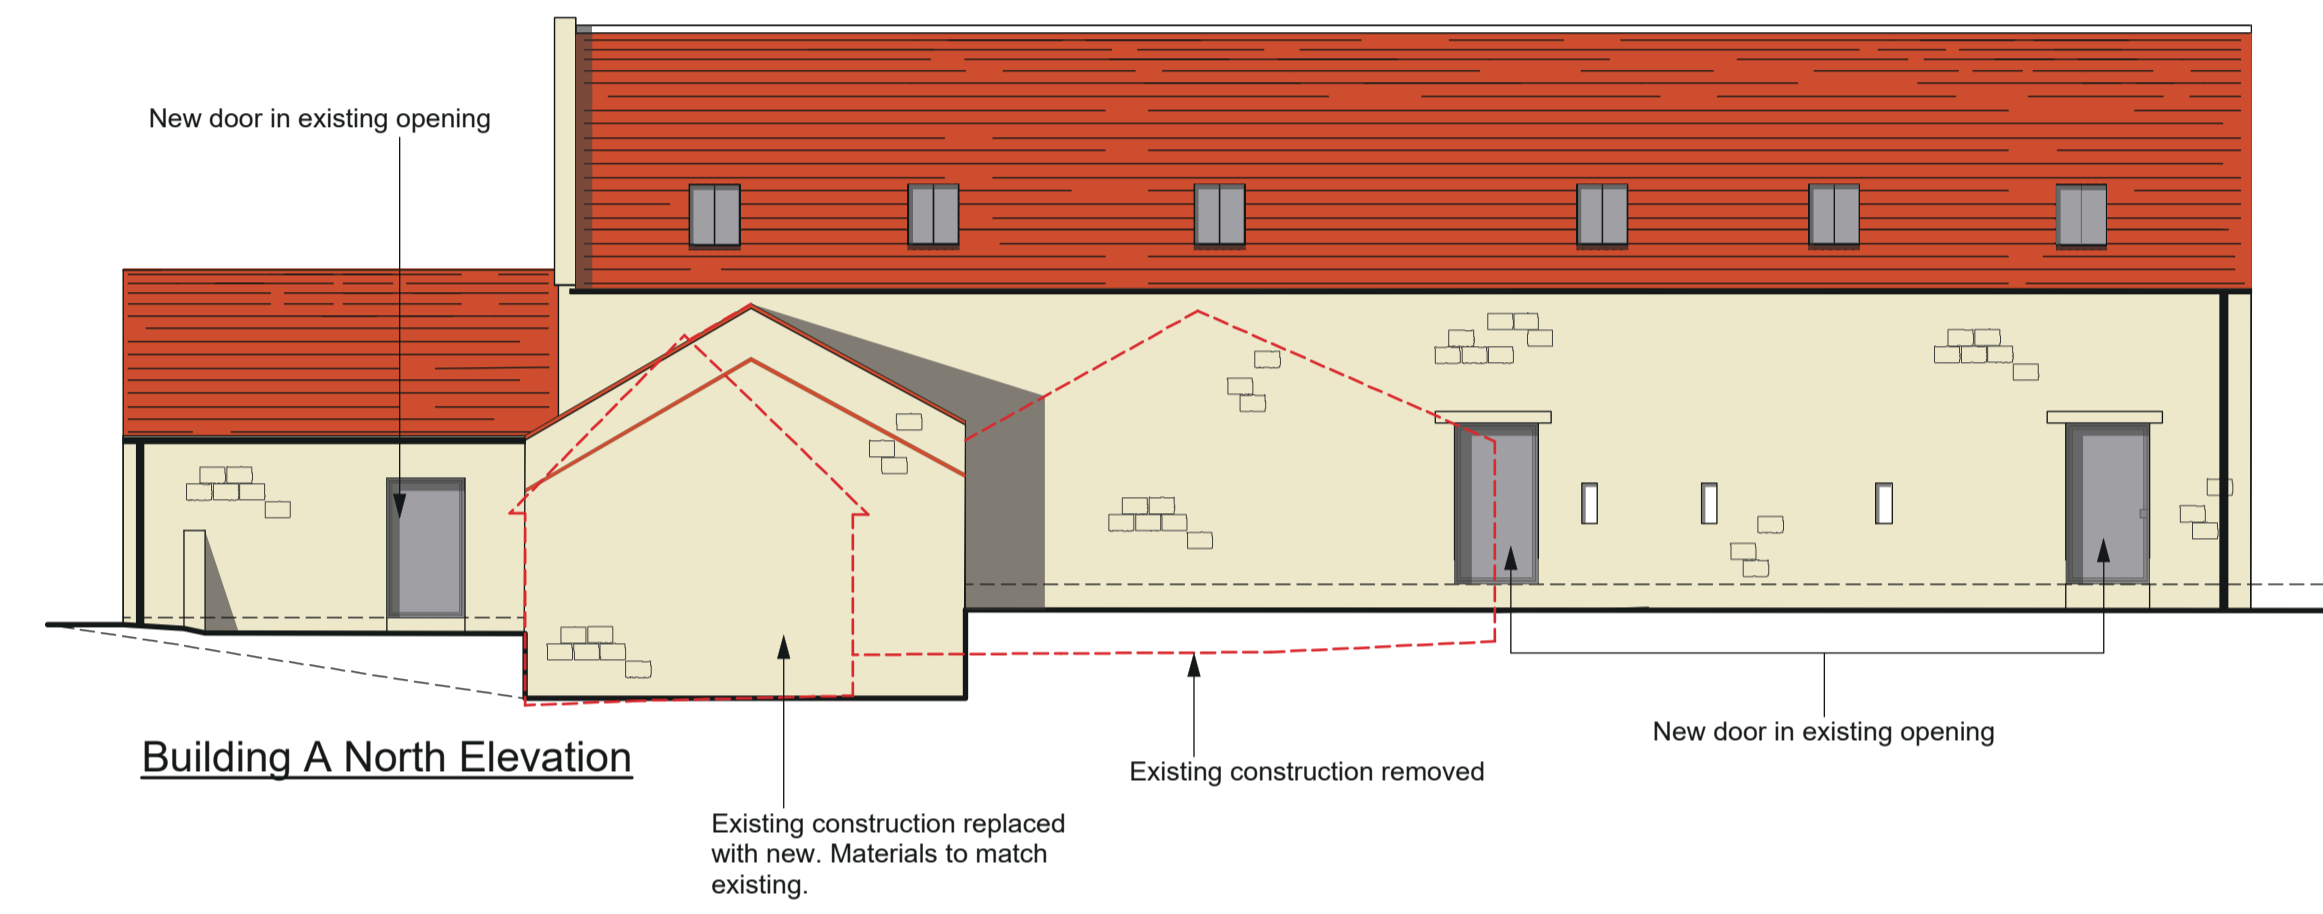 New door in existing opening
Building A North Elevation
New door in existing opening
Existing construction removed
Existing construction replaced
with new. Materials to match
existing.